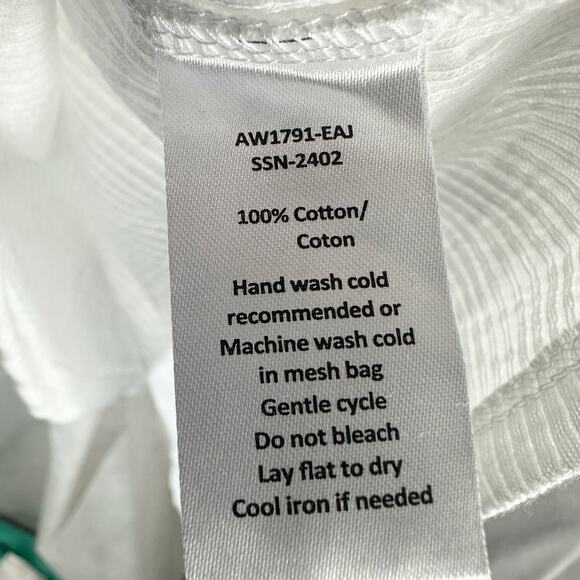 AW1791-EAJ
SSN-2402
100% Cotton/
Coton
Hand wash cold
recommended or
Machine wash cold
in mesh bag
Gentle cycle
Do not bleach
Lay flat to dry
Cool iron if needed